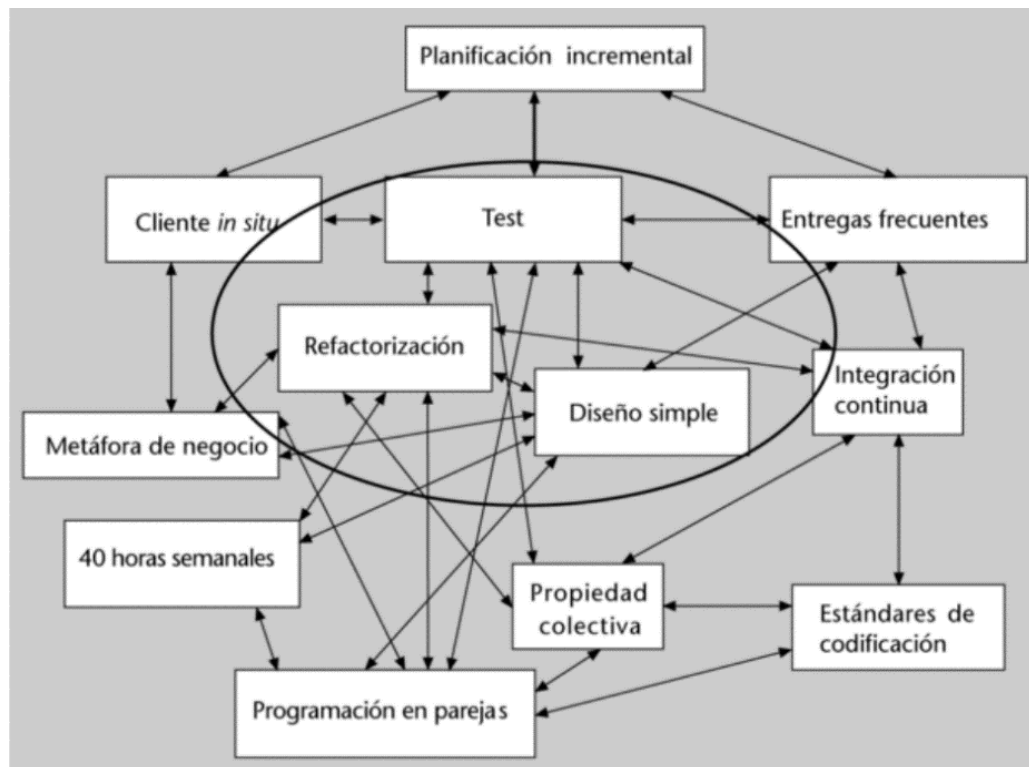 Planificación incremental
Cliente in situ
Test
Entregas frecuentes
Refactorización
Integración
continua
Diseño simple
Metáfora de negocio
40 horas semanales
Propiedad
colectiva
Estándares de
codificación
Programación en parejas